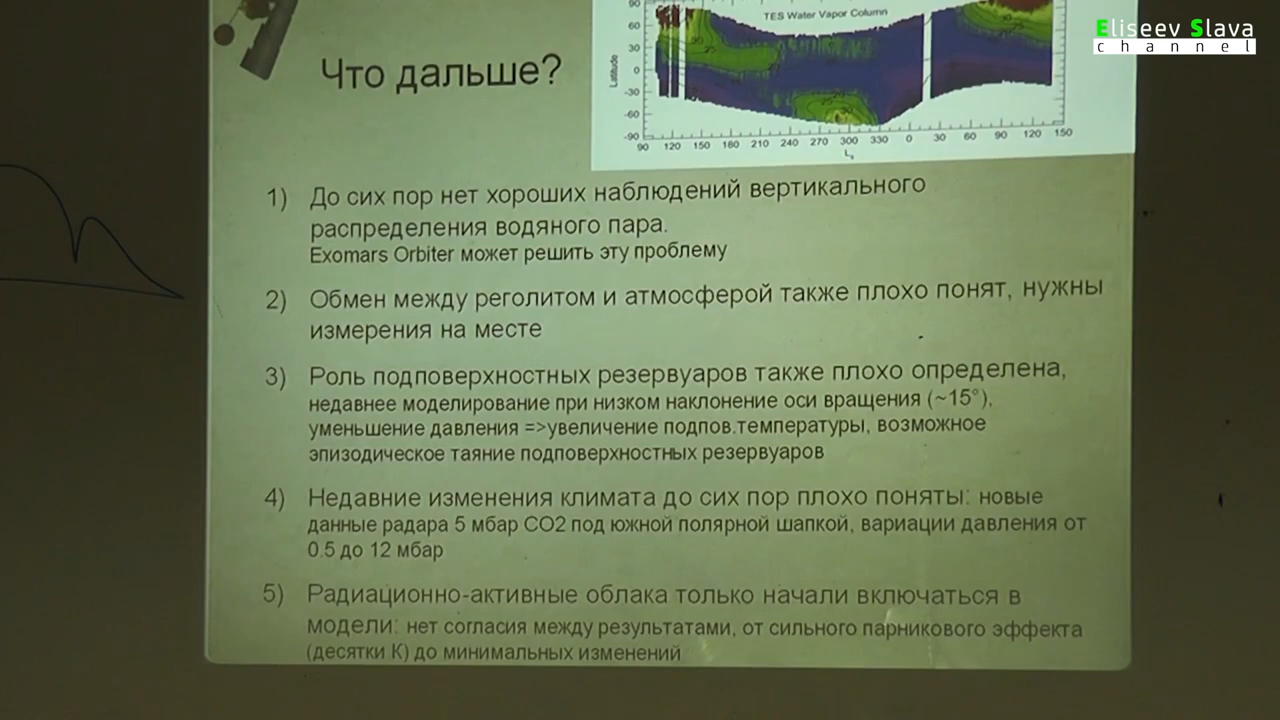 Eliseev Slava
channel
TES Water Vapor Column
Latitude
90
60
30
0
-30
-60
-90
90 120 150 180 210 240 270 300 330 0 30 60 90 120 150
Ls
Что дальше?
1) До сих пор нет хороших наблюдений вертикального
распределения водяного пара.
Exomars Orbiter может решить эту проблему
2) Обмен между реголитом и атмосферой также плохо понят, нужны
измерения на месте
3) Роль подповерхностных резервуаров также плохо определена,
недавнее моделирование при низком наклонение оси вращения (~15°),
уменьшение давления =>увеличение подпов.температуры, возможное
эпизодическое таяние подповерхностных резервуаров
4) Недавние изменения климата до сих пор плохо поняты: новые
данные радара 5 мбар CO2 под южной полярной шапкой, вариации давления от
0.5 до 12 мбар
5) Радиационно-активные облака только начали включаться в
модели: нет согласия между результатами, от сильного парникового эффекта
(десятки К) до минимальных изменений